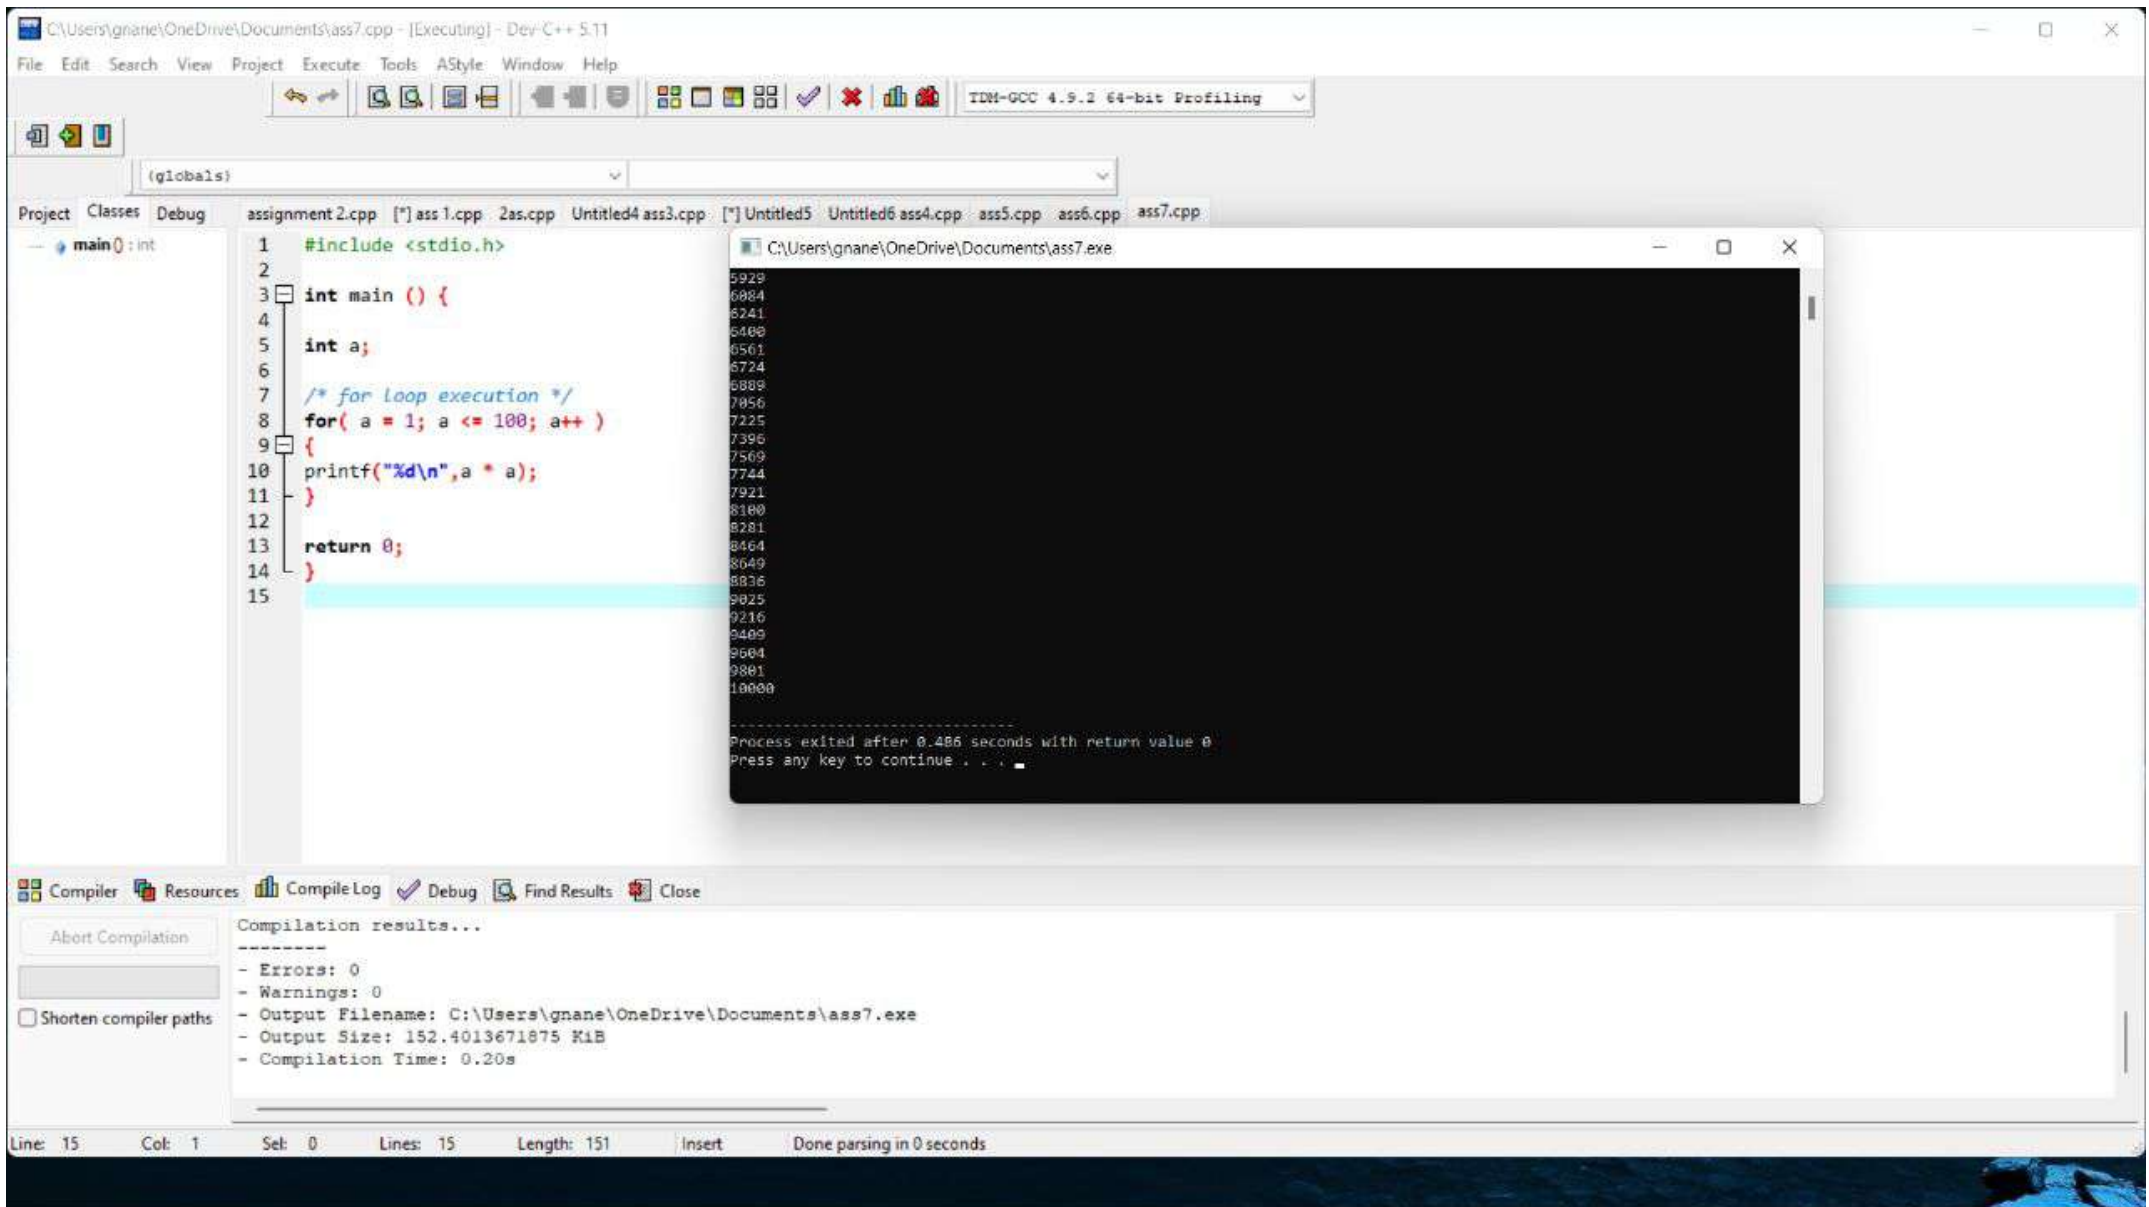 C:\Users\gnane\OneDrive\Documents\ass7.cpp - [Executing] - Dev-C++ 5.11
File Edit Search View Project Execute Tools AStyle Window Help
TDM-GCC 4.9.2 64-bit Profiling
(globals)
Project Classes Debug
assignment 2.cpp [*] ass 1.cpp 2as.cpp Untitled4 ass3.cpp [*] Untitled5 Untitled6 ass4.cpp ass5.cpp ass6.cpp ass7.cpp
main () : int
1 #include <stdio.h>
2
3 int main () {
4
5 int a;
6
7 /* for loop execution */
8 for( a = 1; a <= 100; a++ )
9 {
10 printf("%d\n",a * a);
11 }
12
13 return 0;
14 }
15
C:\Users\gnane\OneDrive\Documents\ass7.exe
5929
6084
6241
6400
6561
6724
6889
7056
7225
7396
7569
7744
7921
8100
8281
8464
8649
8836
9025
9216
9409
9604
9801
10000
--------------------------------
Process exited after 0.486 seconds with return value 0
Press any key to continue . . .
Compiler Resources Compile Log Debug Find Results Close
Abort Compilation
Shorten compiler paths
Compilation results...
--------
- Errors: 0
- Warnings: 0
- Output Filename: C:\Users\gnane\OneDrive\Documents\ass7.exe
- Output Size: 152.4013671875 KiB
- Compilation Time: 0.20s
Line: 15 Col: 1 Sel: 0 Lines: 15 Length: 151 Insert Done parsing in 0 seconds